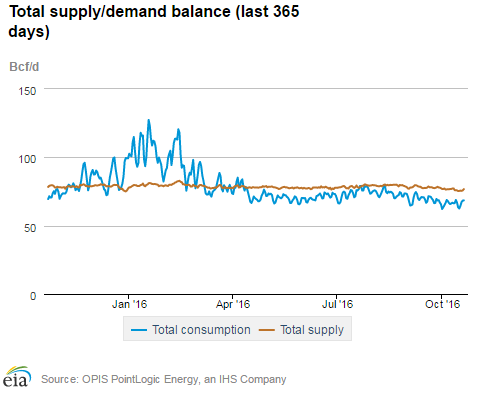 Total supply/demand balance (last 365
days)
Bcf/d
150
100
50
0
Jan '16 Apr '16 Jul '16 Oct '16
Total consumption Total supply
eia Source: OPIS PointLogic Energy, an IHS Company